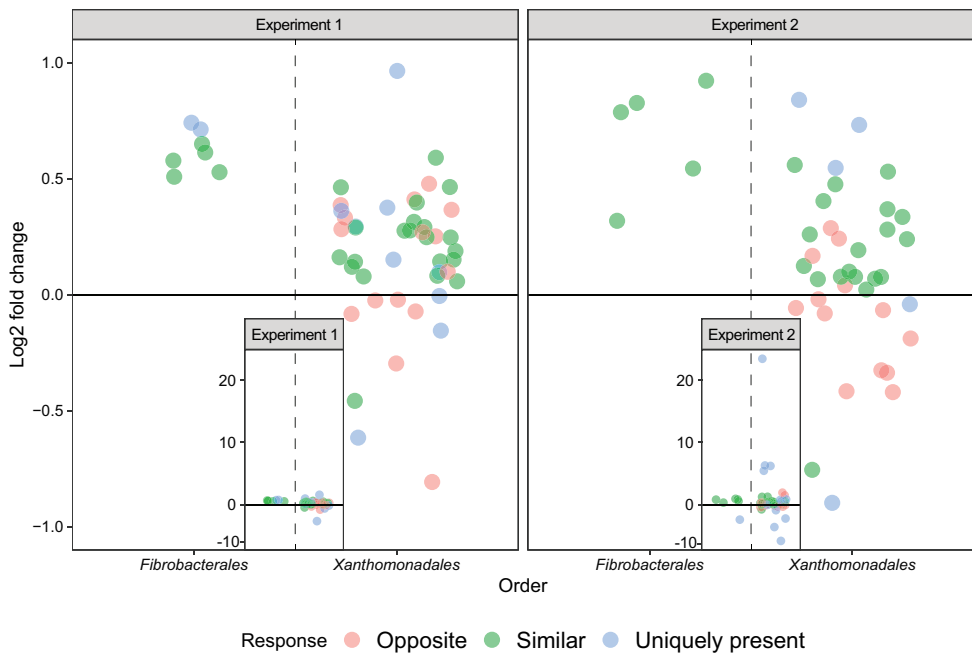 Experiment 1
Experiment 2
Log2 fold change
1.0
0.5
0.0
−0.5
−1.0
Experiment 1
20
10
0
-10
Experiment 2
20
10
0
-10
Fibrobacterales
Xanthomonadales
Fibrobacterales
Xanthomonadales
Order
Response Opposite Similar Uniquely present